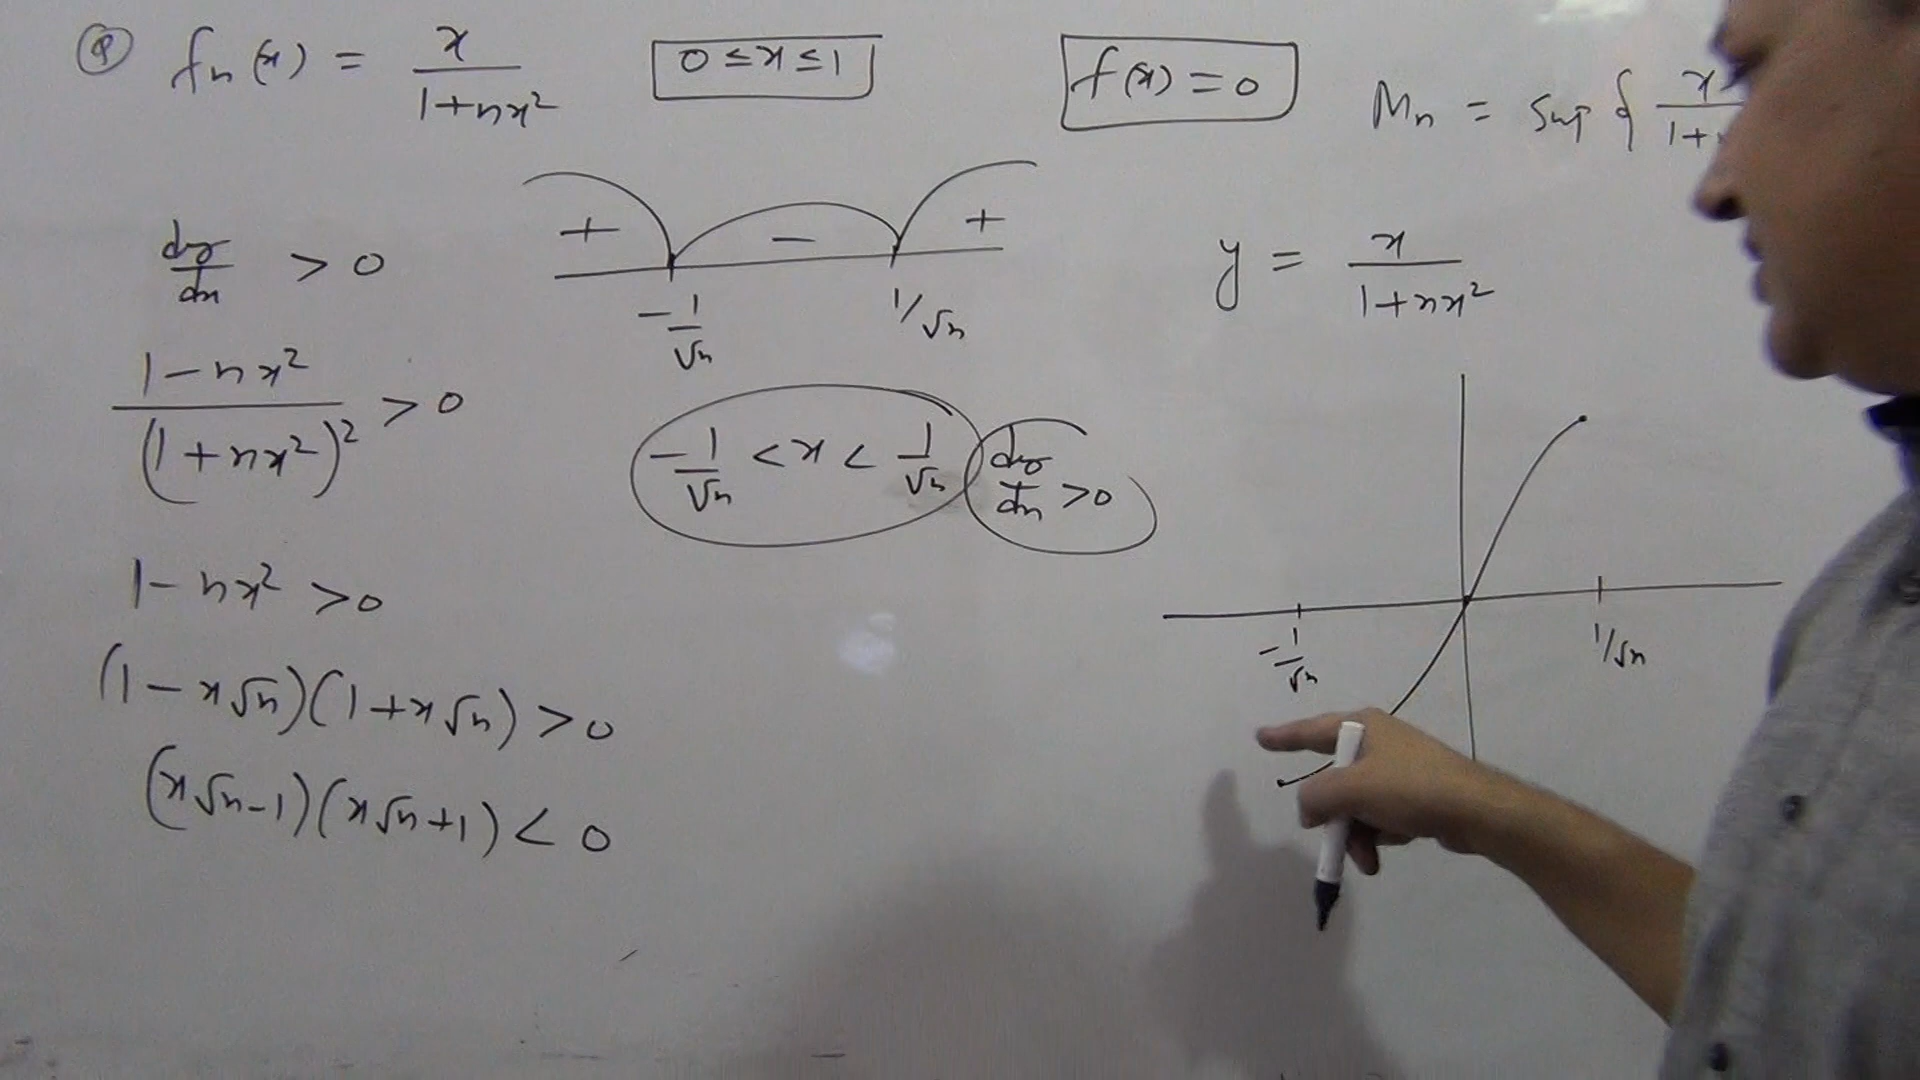 Q fn(x) = x / 1+nx²
0 ≤ x ≤ 1
f(x) = 0
Mn = Sup { x / 1+
dy/dx > 0
+ − +
−1/√n 1/√n
y = x / 1+nx²
1−nx² / (1+nx²)² > 0
−1/√n < x < 1/√n dy/dx > 0
1−nx² > 0
(1−x√n)(1+x√n) > 0
(x√n−1)(x√n+1) < 0
−1/√n 1/√n